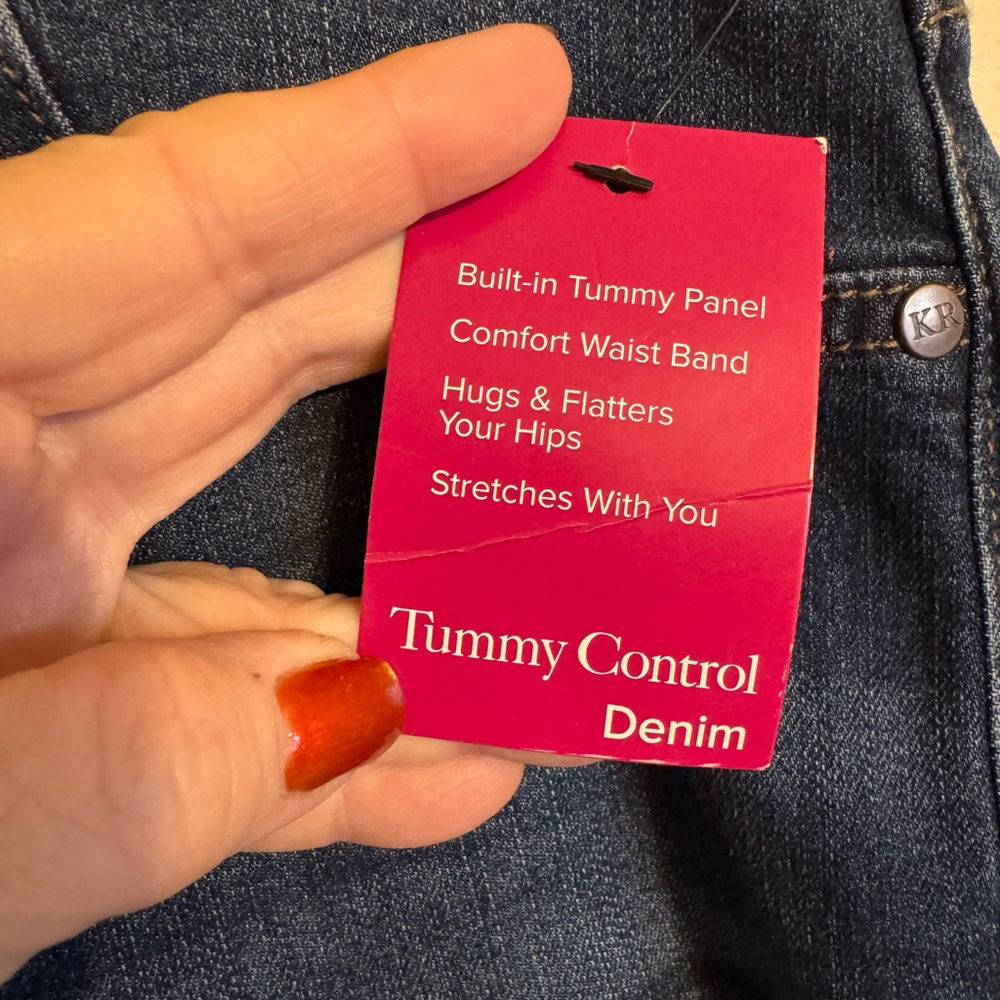 Built-in Tummy Panel
Comfort Waist Band
KR
Hugs & Flatters
Your Hips
Stretches With You
Tummy Control
Denim